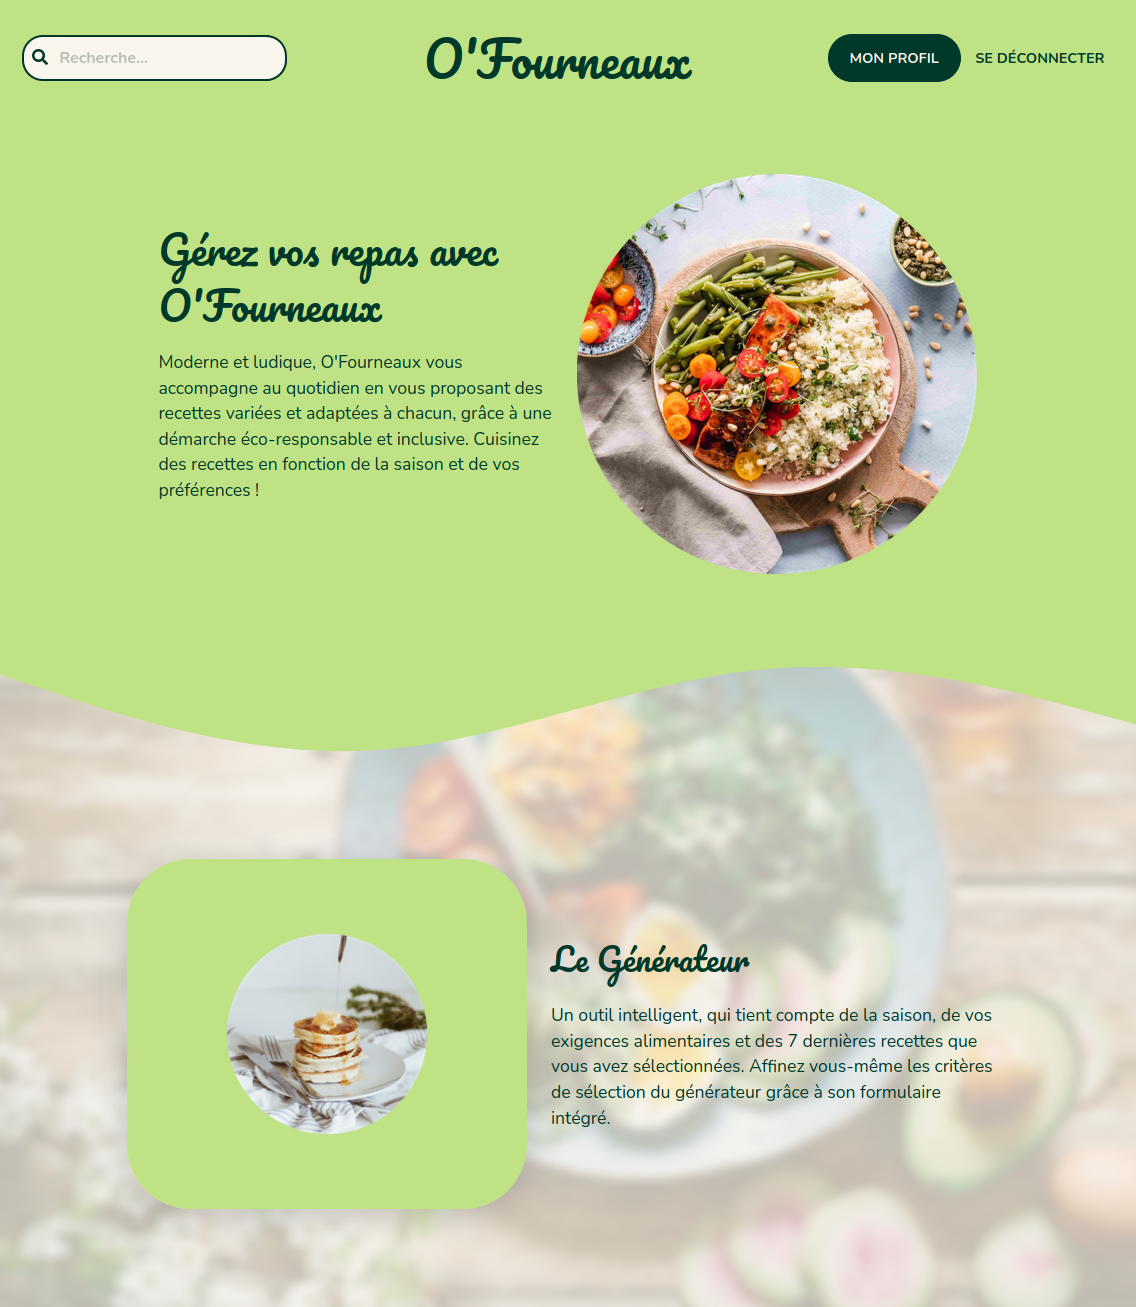 Recherche...
O'Fourneaux
MON PROFIL
SE DÉCONNECTER
Gérez vos repas avec
O'Fourneaux
Moderne et ludique, O'Fourneaux vous
accompagne au quotidien en vous proposant des
recettes variées et adaptées à chacun, grâce à une
démarche éco-responsable et inclusive. Cuisinez
des recettes en fonction de la saison et de vos
préférences !
Le Générateur
Un outil intelligent, qui tient compte de la saison, de vos
exigences alimentaires et des 7 dernières recettes que
vous avez sélectionnées. Affinez vous-même les critères
de sélection du générateur grâce à son formulaire
intégré.